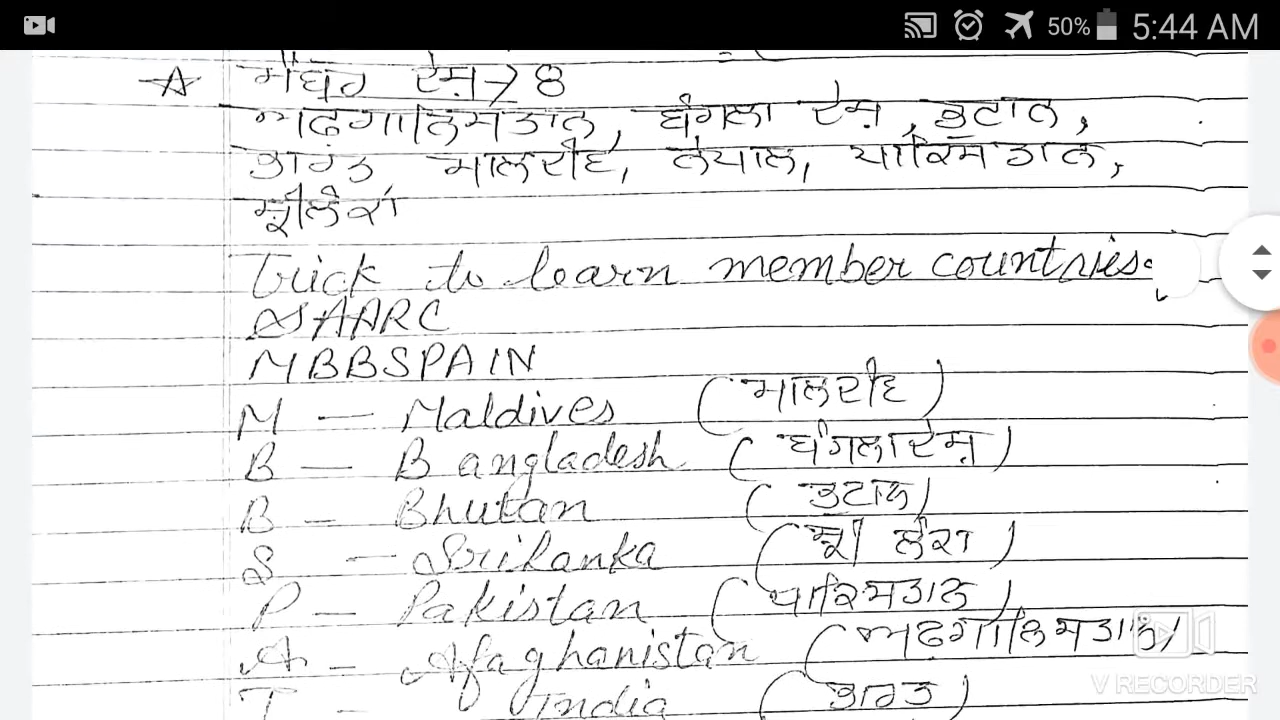 50% 5:44 AM
☆ ਮੈਂਬਰ ਦੇਸ਼ → 8
ਅਫਗਾਨਿਸਤਾਨ, ਬੰਗਲਾ ਦੇਸ਼, ਭੂਟਾਨ,
ਭਾਰਤ ਮਾਲਦੀਵ, ਨੇਪਾਲ, ਪਾਕਿਸਤਾਨ,
ਸ਼੍ਰੀਲੰਕਾ
Trick to learn member countries:
SAARC
MBBSPAIN
M — Maldives (ਮਾਲਦੀਵ)
B — Bangladesh (ਬੰਗਲਾਦੇਸ਼)
B — Bhutan (ਭੂਟਾਨ)
S — Srilanka (ਸ਼੍ਰੀ ਲੰਕਾ)
P — Pakistan (ਪਾਕਿਸਤਾਨ)
A — Afaghanistan (ਅਫਗਾਨਿਸਤਾਨ)
I — India (ਭਾਰਤ)
V RECORDER